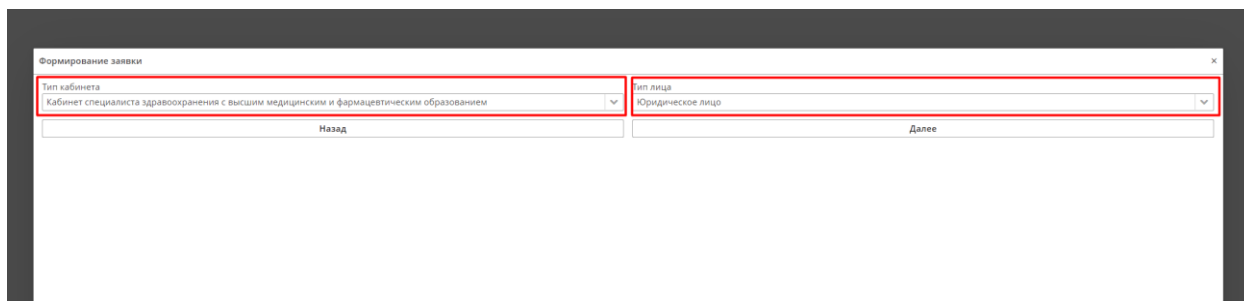 Формирование заявки ×
Тип кабинета Тип лица
Кабинет специалиста здравоохранения с высшим медицинским и фармацевтическим образованием Юридическое лицо
Назад Далее